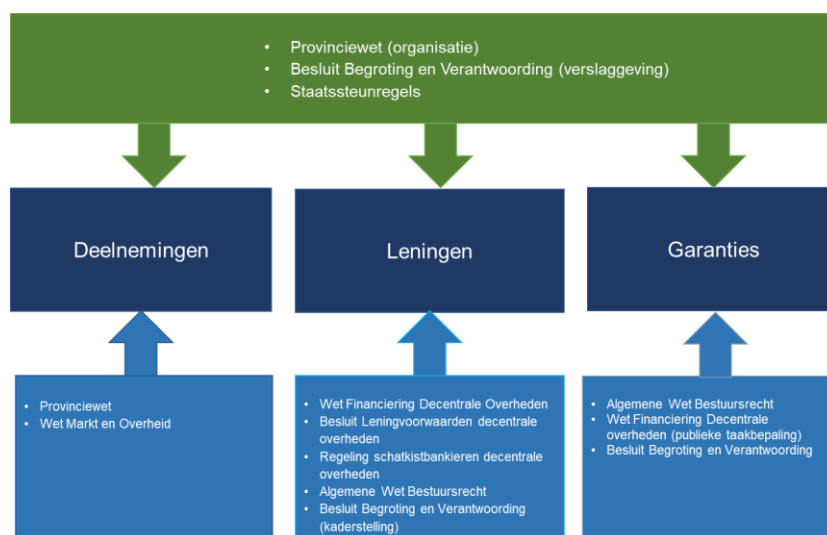 • Provinciewet (organisatie)
• Besluit Begroting en Verantwoording (verslaggeving)
• Staatssteunregels
Deelnemingen
Leningen
Garanties
• Provinciewet
• Wet Markt en Overheid
• Wet Financiering Decentrale Overheden
• Besluit Leningvoorwaarden decentrale
overheden
• Regeling schatkistbankieren decentrale
overheden
• Algemene Wet Bestuursrecht
• Besluit Begroting en Verantwoording
(kaderstelling)
• Algemene Wet Bestuursrecht
• Wet Financiering Decentrale
overheden (publieke taakbepaling)
• Besluit Begroting en Verantwoording